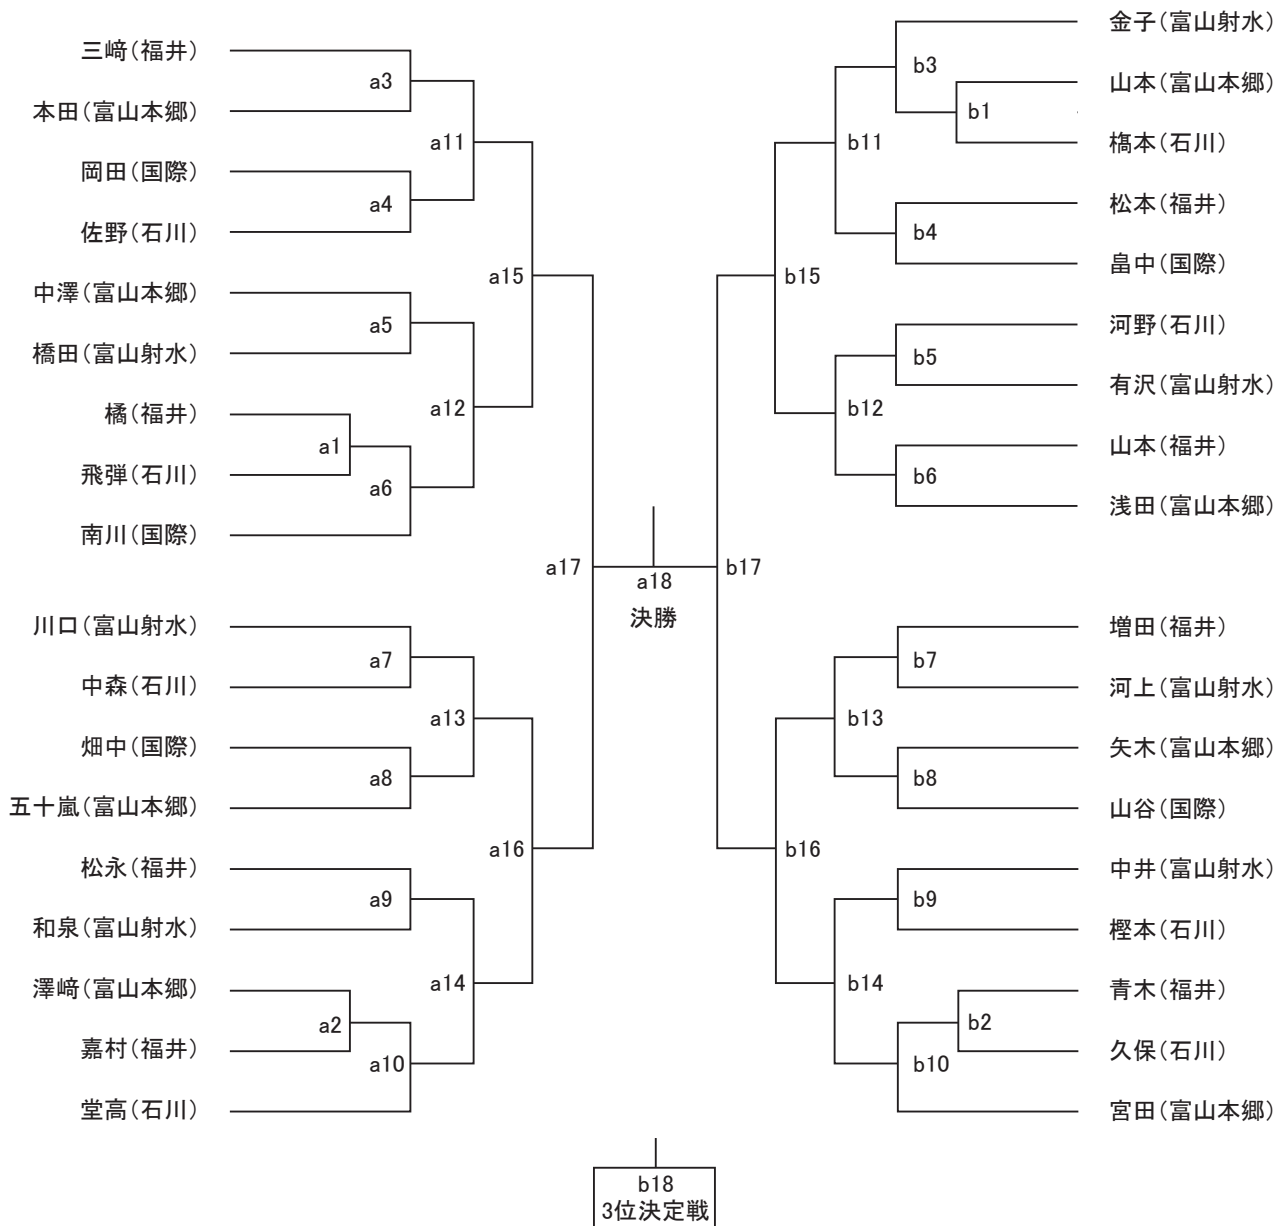 三﨑（福井）
本田（富山本郷）
岡田（国際）
佐野（石川）
中澤（富山本郷）
橋田（富山射水）
橘（福井）
飛弾（石川）
南川（国際）
川口（富山射水）
中森（石川）
畑中（国際）
五十嵐（富山本郷）
松永（福井）
和泉（富山射水）
澤﨑（富山本郷）
嘉村（福井）
堂高（石川）
a3
a4
a5
a1
a6
a7
a8
a9
a2
a10
a11
a12
a13
a14
a15
a16
a17
a18
決勝
b17
b15
b16
b11
b12
b13
b14
b3
b1
b4
b5
b6
b7
b8
b9
b2
b10
金子（富山射水）
山本（富山本郷）
槗本（石川）
松本（福井）
畠中（国際）
河野（石川）
有沢（富山射水）
山本（福井）
浅田（富山本郷）
増田（福井）
河上（富山射水）
矢木（富山本郷）
山谷（国際）
中井（富山射水）
樫本（石川）
青木（福井）
久保（石川）
宮田（富山本郷）
b18
3位決定戦